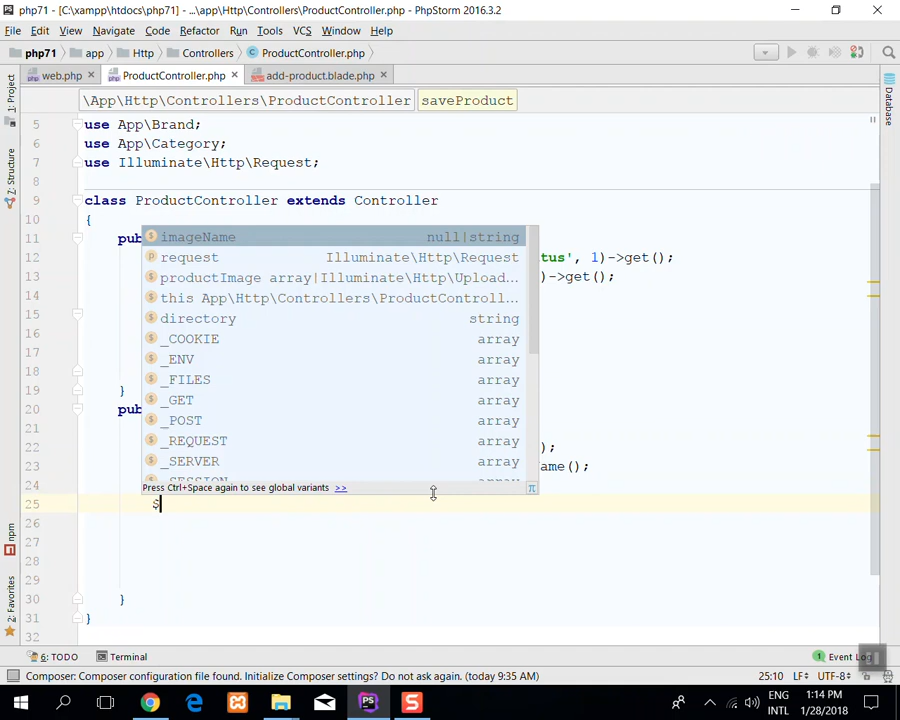 php71 - [C:\xampp\htdocs\php71] - ...\app\Http\Controllers\ProductController.php - PhpStorm 2016.3.2
File Edit View Navigate Code Refactor Run Tools VCS Window Help
php71 app Http Controllers ProductController.php
web.php ProductController.php add-product.blade.php
\App\Http\Controllers\ProductController saveProduct
1: Project
Z: Structure
npm
2: Favorites
Database
5 use App\Brand;
6 use App\Category;
7 use Illuminate\Http\Request;
8
9 class ProductController extends Controller
10 {
11 pub
12 tus', 1)->get();
13 )->get();
14
15
16
17
18
19 }
20 pub
21
22 );
23 ame();
24
25 $
26
27
28
29
30 }
31 }
32
imageName null|string
request Illuminate\Http\Request
productImage array|Illuminate\Http\Upload...
this App\Http\Controllers\ProductControll...
directory string
_COOKIE array
_ENV array
_FILES array
_GET array
_POST array
_REQUEST array
_SERVER array
_SESSION array
Press Ctrl+Space again to see global variants >> π
6: TODO Terminal 1 Event Log
Composer: Composer configuration file found. Initialize Composer settings? Do not ask again. (today 9:35 AM) 25:10 LF UTF-8
ENG 1:14 PM
INTL 1/28/2018